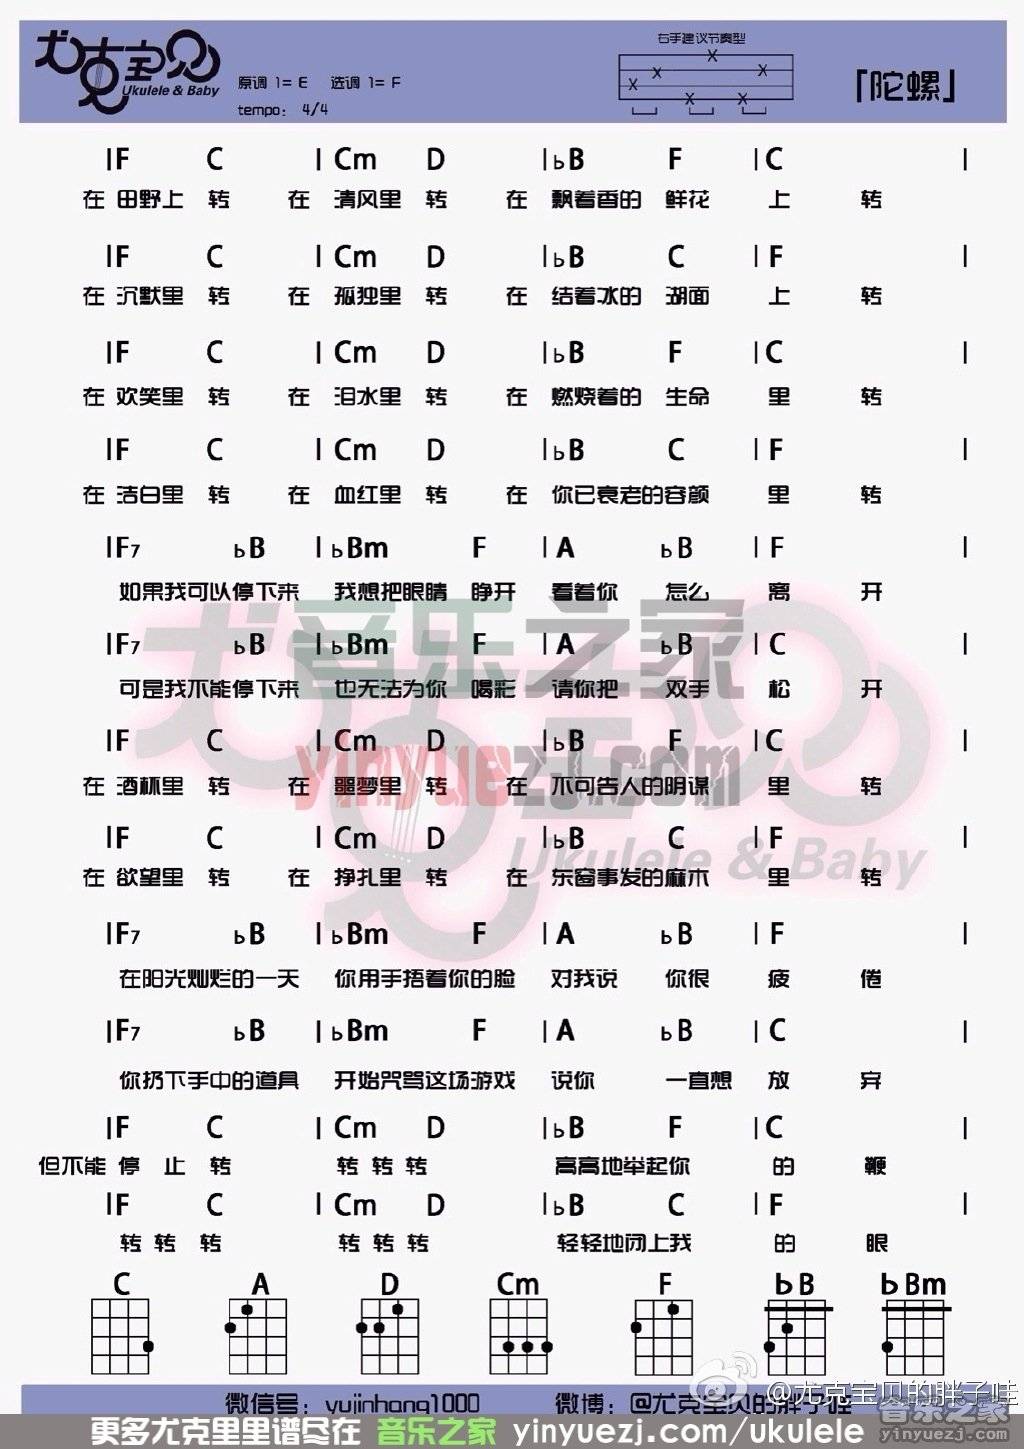 尤克宝贝
Ukulele & Baby
原调 1= E 选调 1= F
tempo: 4/4
右手建议节奏型
「陀螺」
|F C | Cm D |♭B F | C |
在 田野上 转 在 清风里 转 在 飘着香的 鲜花 上 转
|F C | Cm D |♭B C | F |
在 沉默里 转 在 孤独里 转 在 结着冰的 湖面 上 转
|F C | Cm D |♭B F | C |
在 欢笑里 转 在 泪水里 转 在 燃烧着的 生命 里 转
|F C | Cm D |♭B C | F |
在 洁白里 转 在 血红里 转 在 你已衰老的容颜 里 转
|F7 ♭B |♭Bm F | A ♭B | F |
如果我可以停下来 我想把眼睛 睁开 看着你 怎么 离 开
|F7 ♭B |♭Bm F | A ♭B | C |
可是我不能停下来 也无法为你 喝彩 请你把 双手 松 开
|F C | Cm D |♭B F | C |
在 酒杯里 转 在 噩梦里 转 在 不可告人的阴谋 里 转
|F C | Cm D |♭B C | F |
在 欲望里 转 在 挣扎里 转 在 东窗事发的麻木 里 转
|F7 ♭B |♭Bm F | A ♭B | F |
在阳光灿烂的一天 你用手捂着你的脸 对我说 你很 疲 倦
|F7 ♭B |♭Bm F | A ♭B | C |
你扔下手中的道具 开始咒骂这场游戏 说你 一直想 放 弃
|F C | Cm D |♭B F | C |
但不能 停 止 转 转 转 转 高高地举起你 的 鞭
|F C | Cm D |♭B C | F |
转 转 转 转 转 转 轻轻地闭上我 的 眼
C A D Cm F ♭B ♭Bm
音乐之家
yinyuezj.com
Ukulele & Baby
微信号: yujinhang1000 微博: @尤克宝贝的胖子哇
@尤克宝贝的胖子哇
更多尤克里里谱尽在 音乐之家 yinyuezj.com/ukulele
音乐之家
yinyuezj.com